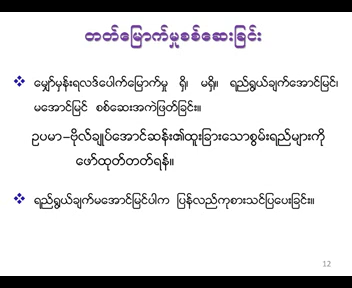 တတ်မြောက်မှုစစ်ဆေးခြင်း
❖ မျှော်မှန်းရလဒ်ပေါက်မြောက်မှု ရှိ၊ မရှိ။ ရည်ရွယ်ချက်အောင်မြင်၊
မအောင်မြင် စစ်ဆေးအကဲဖြတ်ခြင်း။
ဥပမာ–ဗိုလ်ချုပ်အောင်ဆန်း၏ထူးခြားသောစွမ်းရည်များကို
ဖော်ထုတ်တတ်ရန်။
❖ ရည်ရွယ်ချက်မအောင်မြင်ပါက ပြန်လည်ကုစားသင်ပြပေးခြင်း။
12